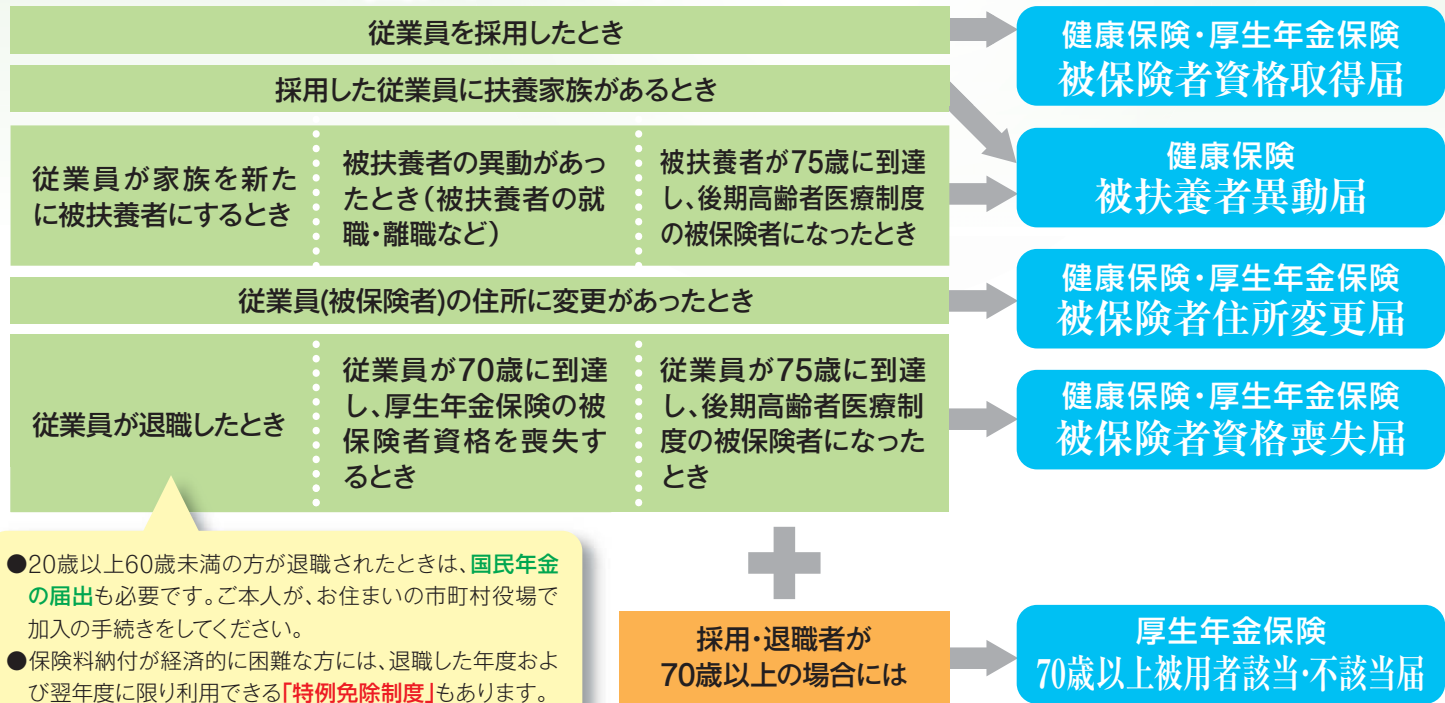 従業員を採用したとき
健康保険・厚生年金保険
被保険者資格取得届
採用した従業員に扶養家族があるとき
従業員が家族を新た
に被扶養者にするとき
被扶養者の異動があっ
たとき(被扶養者の就
職・離職など)
被扶養者が75歳に到達
し、後期高齢者医療制度
の被保険者になったとき
健康保険
被扶養者異動届
従業員(被保険者)の住所に変更があったとき
健康保険・厚生年金保険
被保険者住所変更届
従業員が退職したとき
従業員が70歳に到達
し、厚生年金保険の被
保険者資格を喪失す
るとき
従業員が75歳に到達
し、後期高齢者医療制
度の被保険者になった
とき
健康保険・厚生年金保険
被保険者資格喪失届
●20歳以上60歳未満の方が退職されたときは、国民年金
の届出も必要です。ご本人が、お住まいの市町村役場で
加入の手続きをしてください。
●保険料納付が経済的に困難な方には、退職した年度およ
び翌年度に限り利用できる「特例免除制度」もあります。
採用・退職者が
70歳以上の場合には
厚生年金保険
70歳以上被用者該当・不該当届